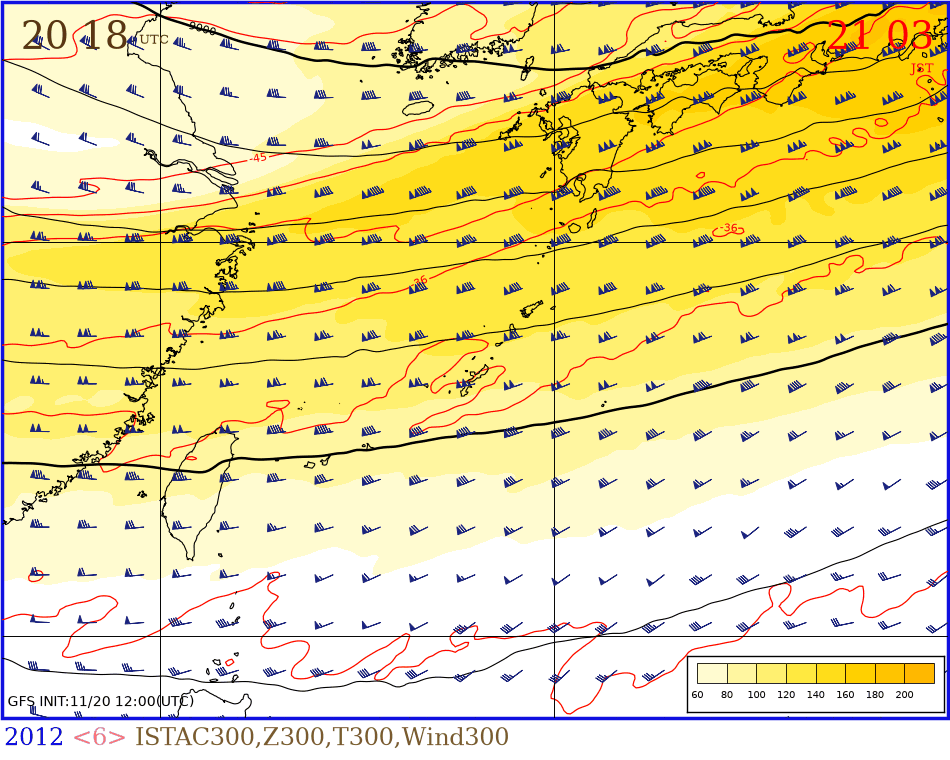 20 18 UTC
21 03 JST
9000
-45
-36
-36
GFS INIT:11/20 12:00(UTC)
60 80 100 120 140 160 180 200
2012 <6> ISTAC300,Z300,T300,Wind300